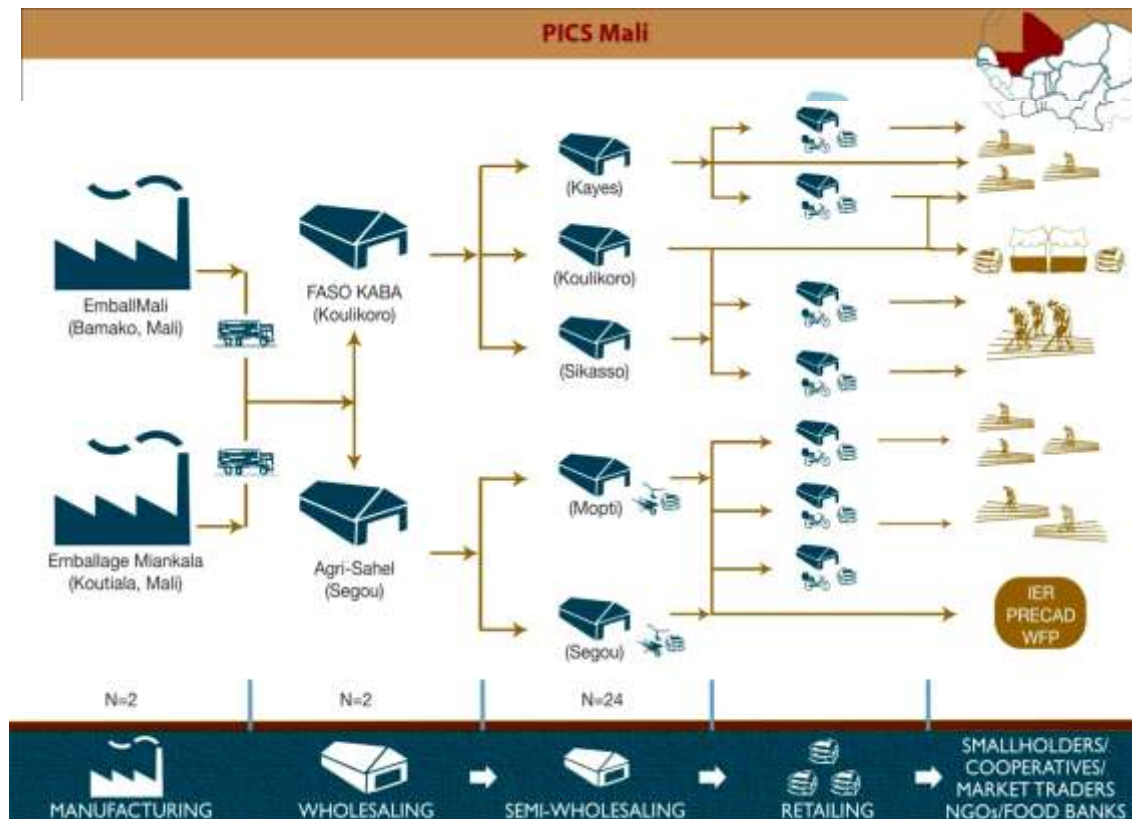 PICS Mali
EmballMali
(Bamako, Mali)
Emballage Miankala
(Koutiala, Mali)
FASO KABA
(Koulikoro)
Agri-Sahel
(Segou)
(Kayes)
(Koulikoro)
(Sikasso)
(Mopti)
(Segou)
IER
PRECAD
WFP
N=2
N=2
N=24
MANUFACTURING
WHOLESALING
SEMI-WHOLESALING
RETAILING
SMALLHOLDERS/
COOPERATIVES/
MARKET TRADERS
NGOs/FOOD BANKS